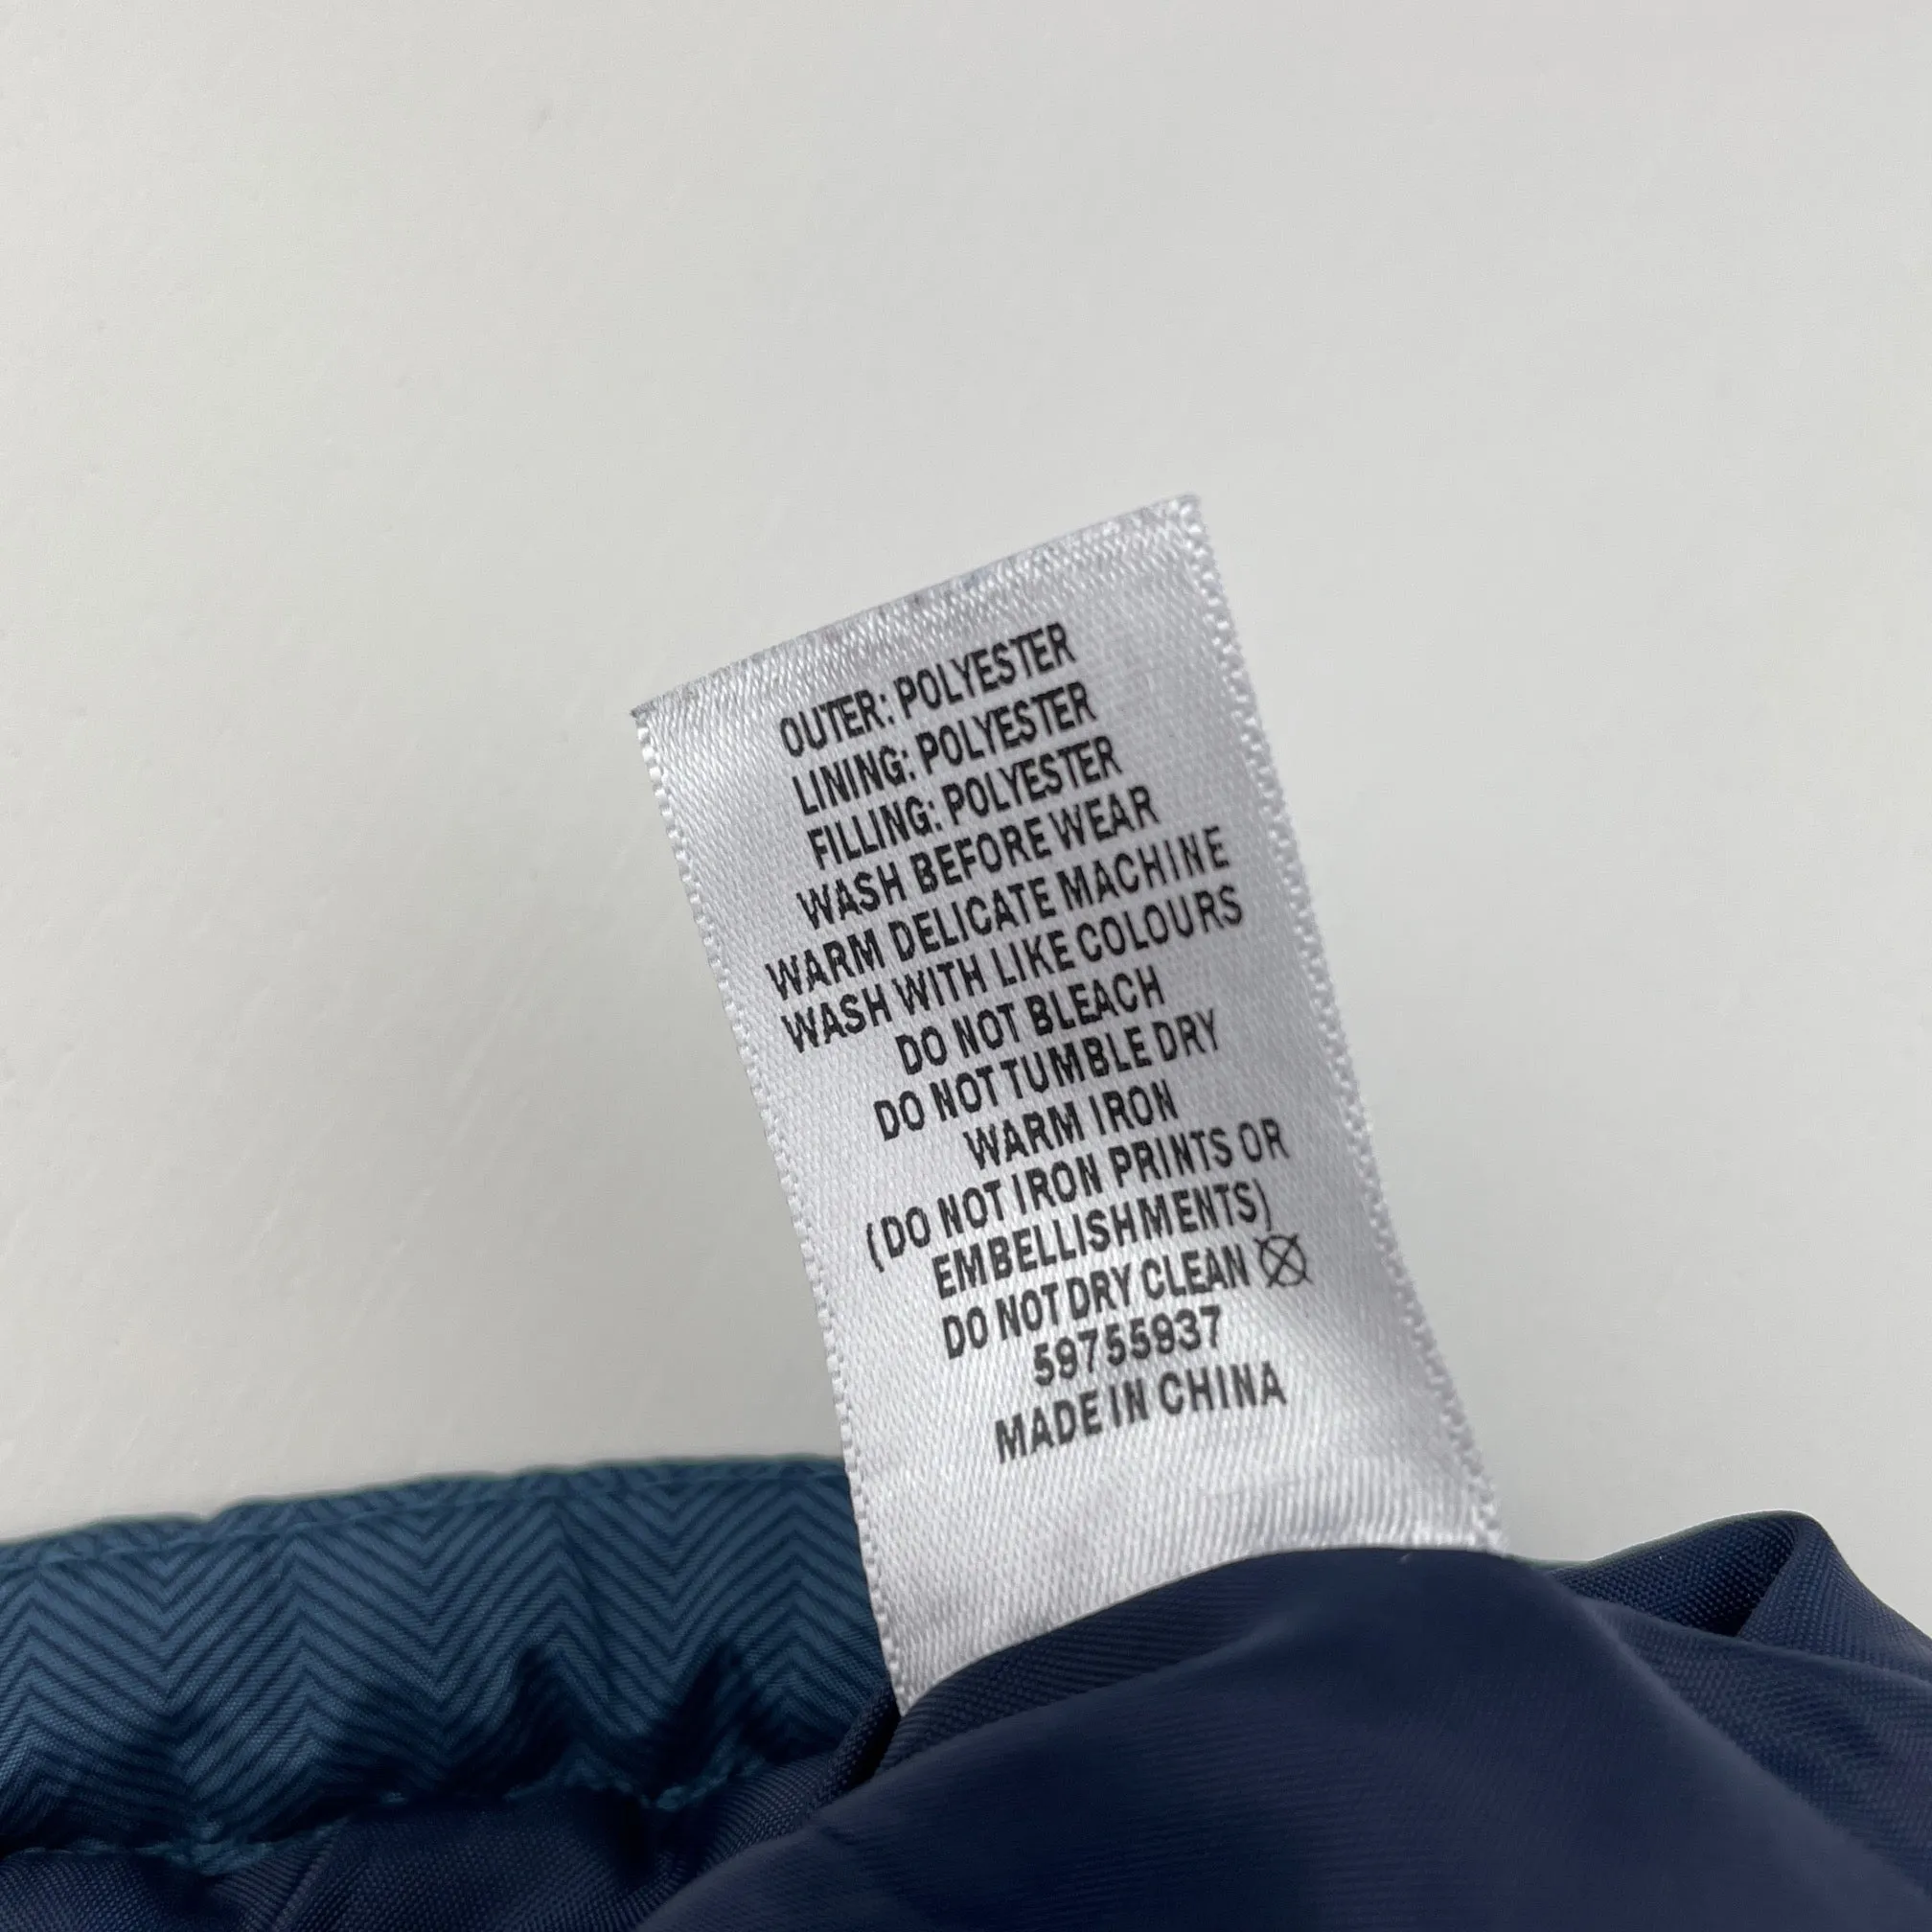 OUTER: POLYESTER
LINING: POLYESTER
FILLING: POLYESTER
WASH BEFORE WEAR
WARM DELICATE MACHINE
WASH WITH LIKE COLOURS
DO NOT BLEACH
DO NOT TUMBLE DRY
WARM IRON
(DO NOT IRON PRINTS OR
EMBELLISHMENTS)
DO NOT DRY CLEAN
59755937
MADE IN CHINA